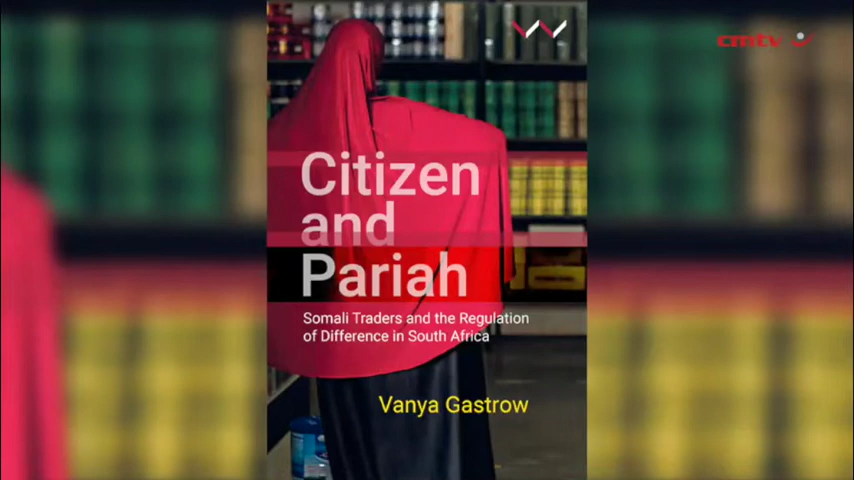 cmtv
Citizen
and
Pariah
Somali Traders and the Regulation
of Difference in South Africa
Vanya Gastrow